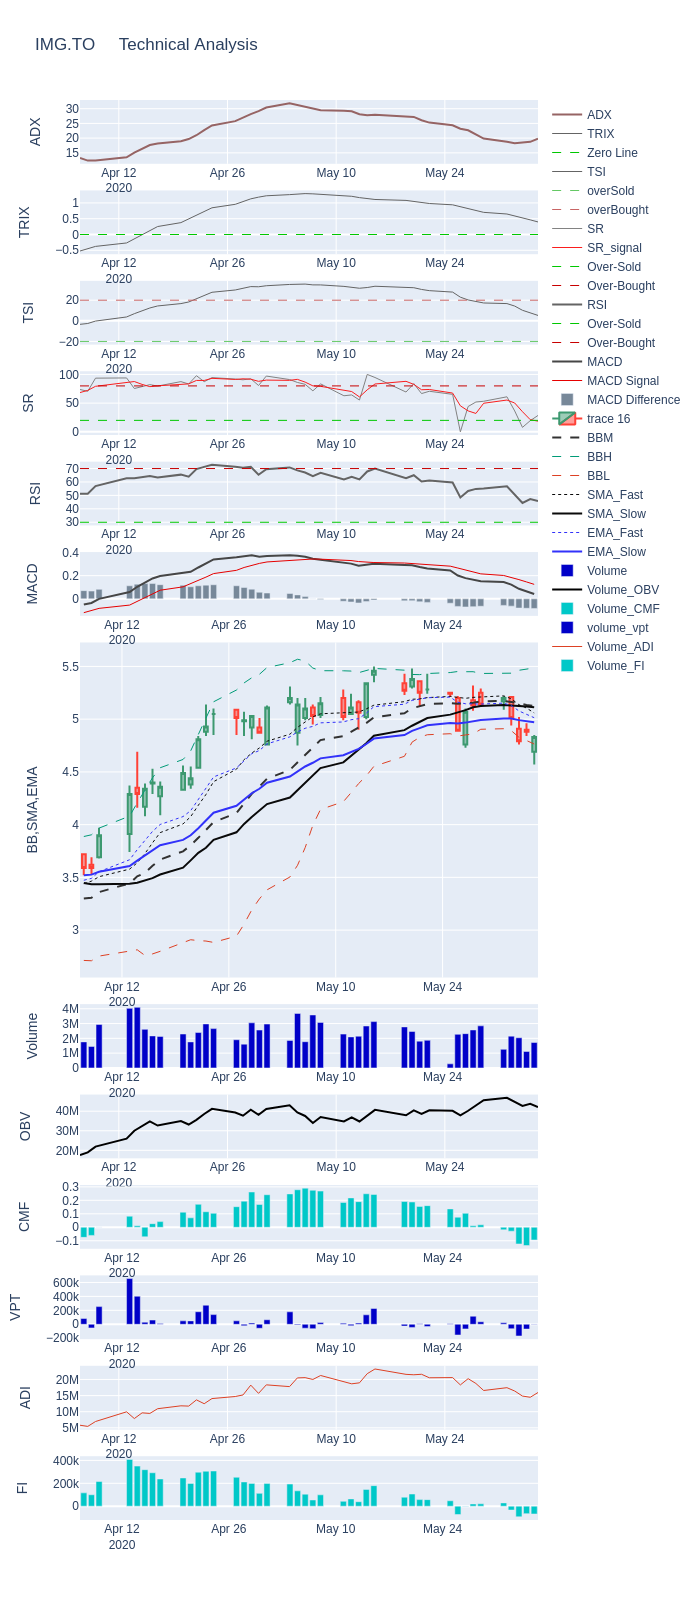 IMG.TO     Technical Analysis
ADX
30
25
20
15
Apr 12
2020
Apr 26
May 10
May 24
TRIX
1
0.5
0
−0.5
Apr 12
2020
Apr 26
May 10
May 24
TSI
20
0
−20
Apr 12
2020
Apr 26
May 10
May 24
SR
100
50
0
Apr 12
2020
Apr 26
May 10
May 24
RSI
70
60
50
40
30
Apr 12
2020
Apr 26
May 10
May 24
MACD
0.4
0.2
0
Apr 12
2020
Apr 26
May 10
May 24
BB,SMA,EMA
5.5
5
4.5
4
3.5
3
Apr 12
2020
Apr 26
May 10
May 24
Volume
4M
3M
2M
1M
0
Apr 12
2020
Apr 26
May 10
May 24
OBV
40M
30M
20M
Apr 12
2020
Apr 26
May 10
May 24
CMF
0.3
0.2
0.1
0
−0.1
Apr 12
2020
Apr 26
May 10
May 24
VPT
600k
400k
200k
0
−200k
Apr 12
2020
Apr 26
May 10
May 24
ADI
20M
15M
10M
5M
Apr 12
2020
Apr 26
May 10
May 24
FI
400k
200k
0
Apr 12
2020
Apr 26
May 10
May 24
ADX
TRIX
Zero Line
TSI
overSold
overBought
SR
SR_signal
Over-Sold
Over-Bought
RSI
Over-Sold
Over-Bought
MACD
MACD Signal
MACD Difference
trace 16
BBM
BBH
BBL
SMA_Fast
SMA_Slow
EMA_Fast
EMA_Slow
Volume
Volume_OBV
Volume_CMF
volume_vpt
Volume_ADI
Volume_FI